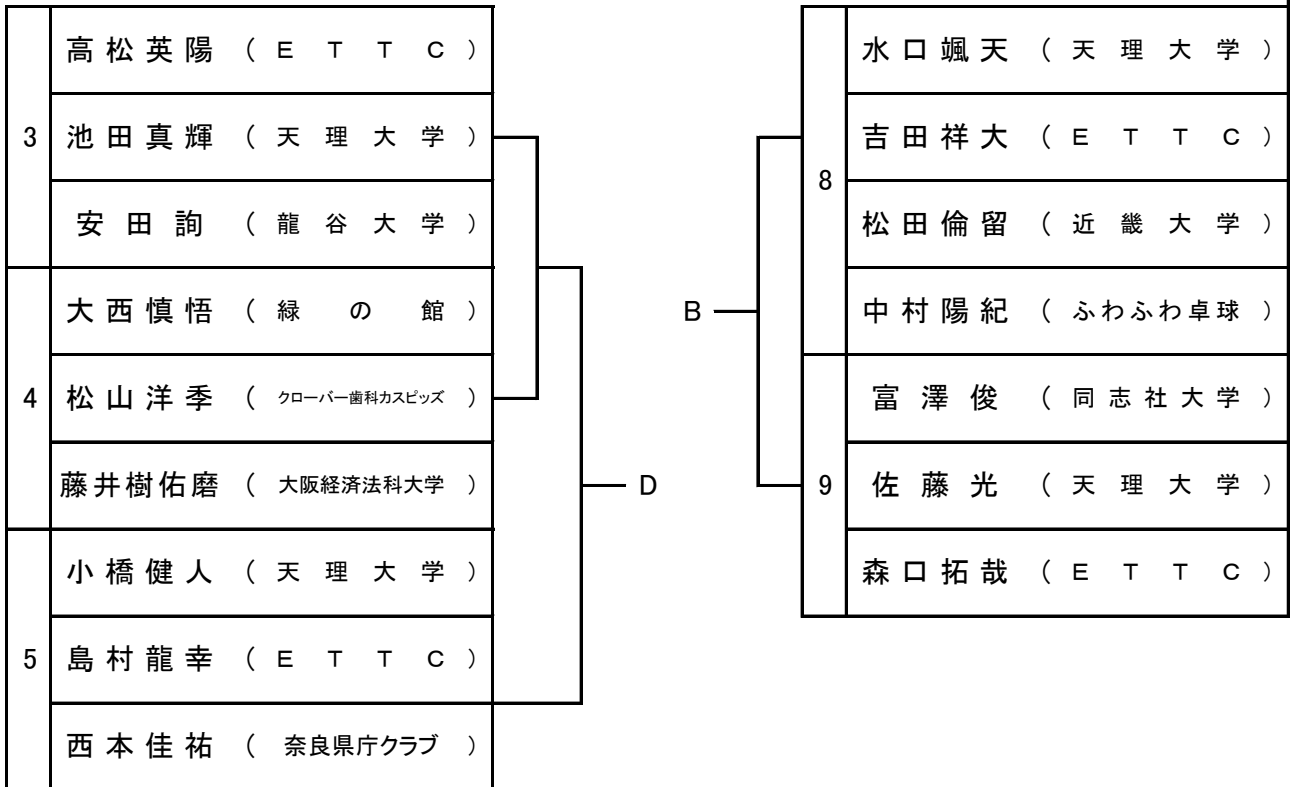 3
高松英陽 (ETTC)
池田真輝 (天理大学)
安田詢 (龍谷大学)
4
大西慎悟 (緑の館)
松山洋季 (クローバー歯科カスピッズ)
藤井樹佑磨 (大阪経済法科大学)
5
小橋健人 (天理大学)
島村龍幸 (ETTC)
西本佳祐 (奈良県庁クラブ)
D
B
8
水口颯天 (天理大学)
吉田祥大 (ETTC)
松田倫留 (近畿大学)
中村陽紀 (ふわふわ卓球)
9
富澤俊 (同志社大学)
佐藤光 (天理大学)
森口拓哉 (ETTC)